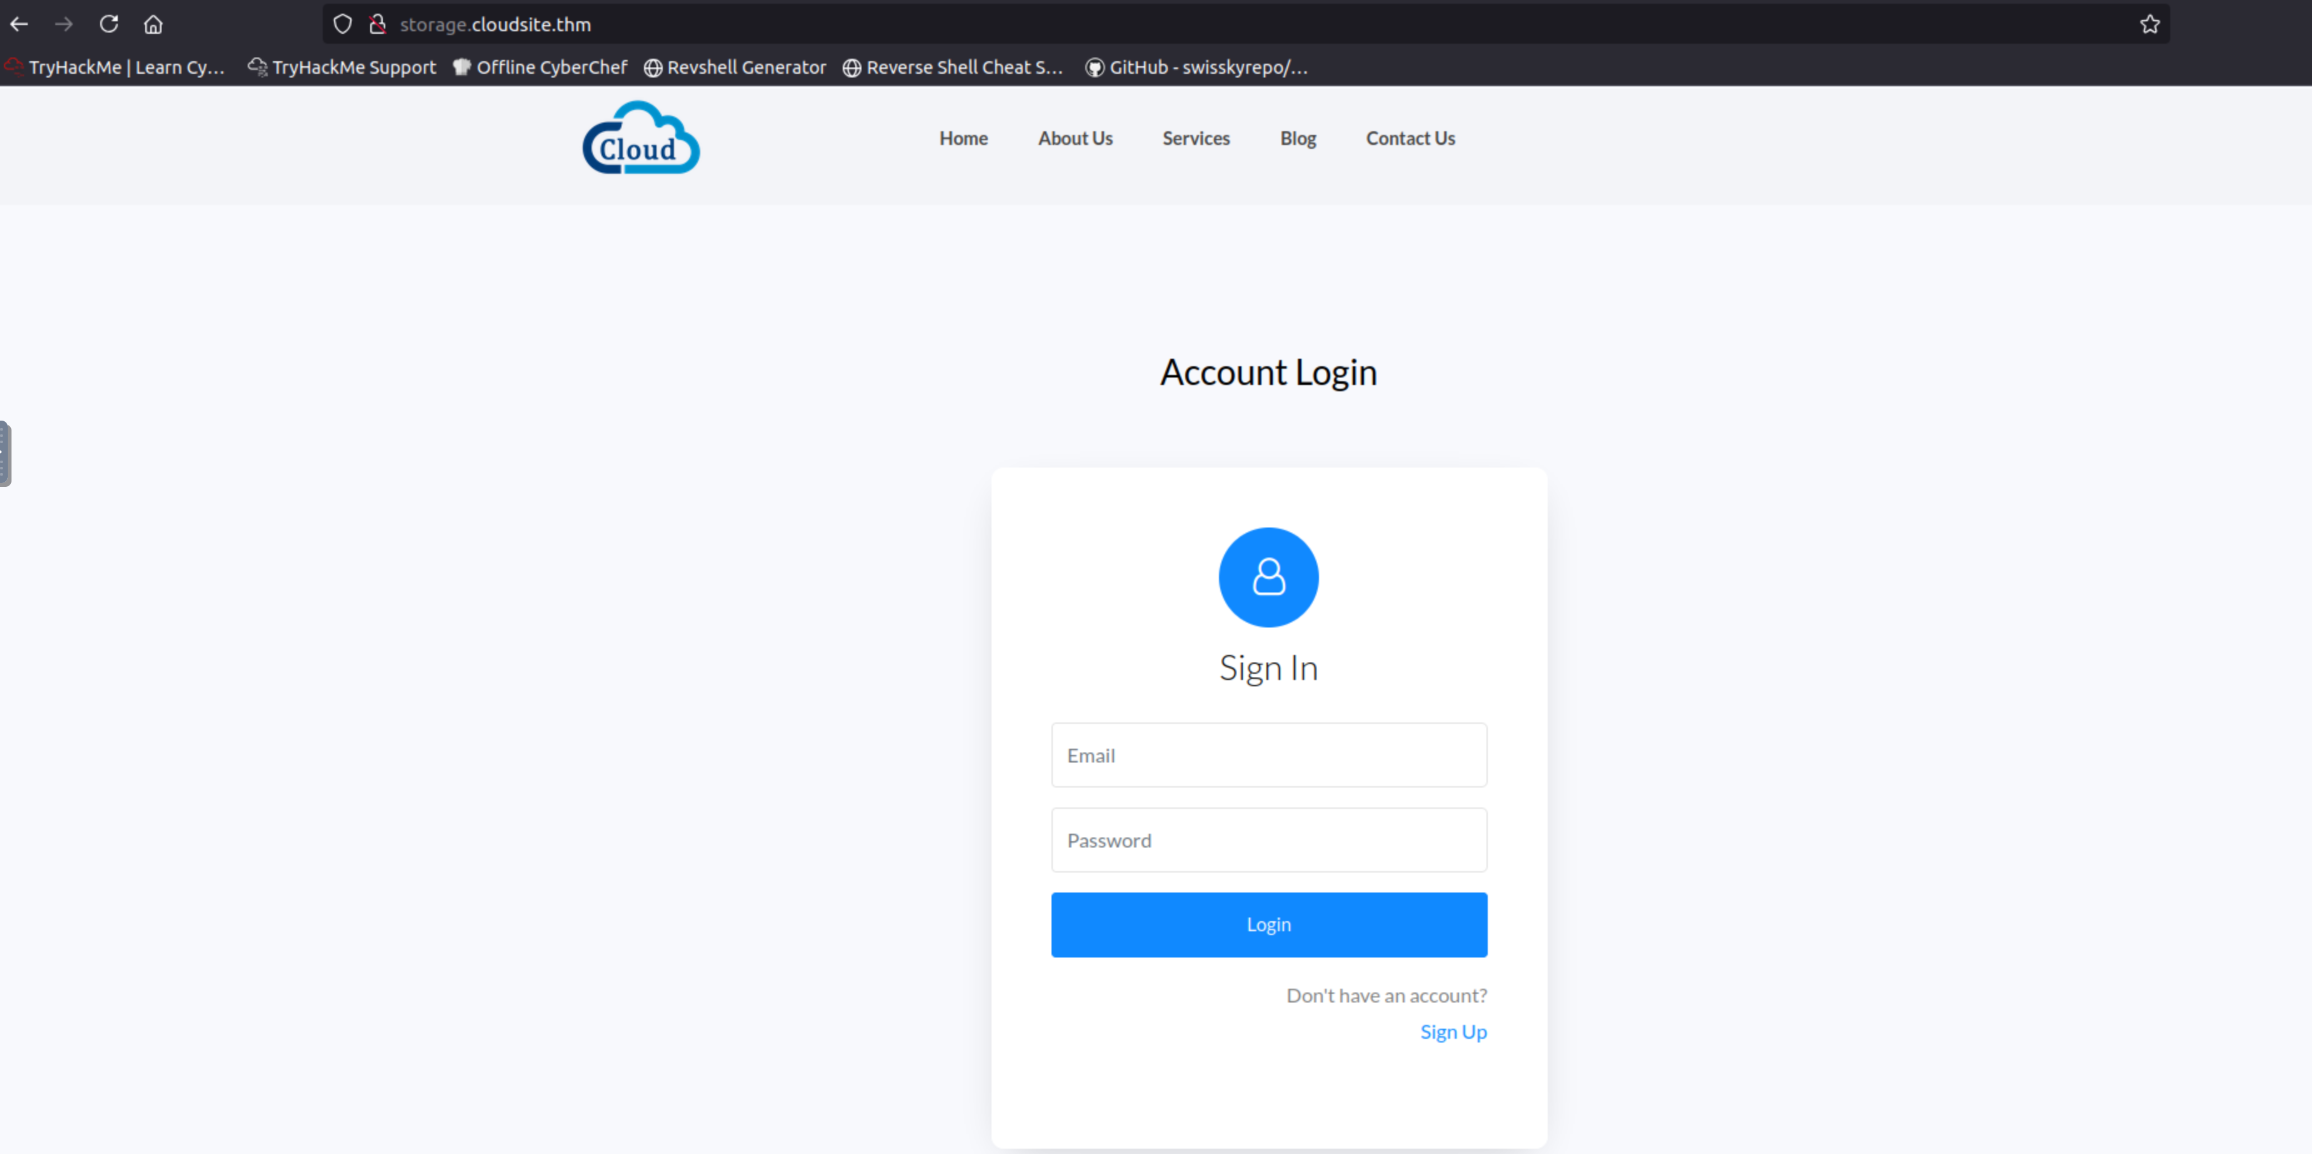 storage.cloudsite.thm
TryHackMe | Learn Cy... TryHackMe Support Offline CyberChef Revshell Generator Reverse Shell Cheat S... GitHub - swisskyrepo/...
Cloud Home About Us Services Blog Contact Us
Account Login
Sign In
Email
Password
Login
Don't have an account?
Sign Up